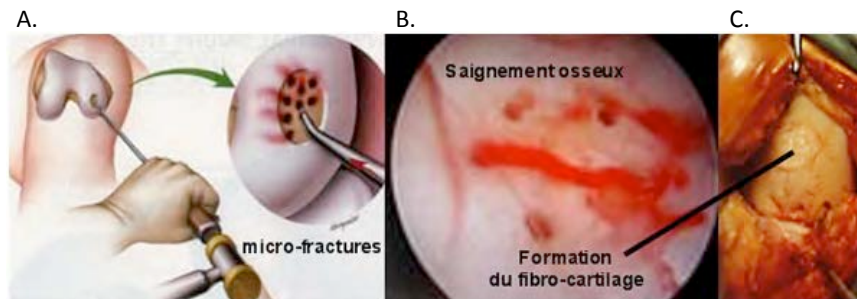 A.
B.
C.
Saignement osseux
micro-fractures
Formation
du fibro-cartilage